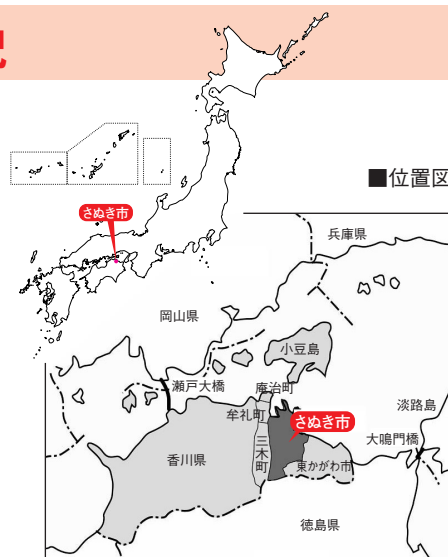 さぬき市
■位置図
兵庫県
岡山県
小豆島
瀬戸大橋
庵治町
淡路島
牟礼町
さぬき市
大鳴門橋
香川県
三木町
東かがわ市
徳島県